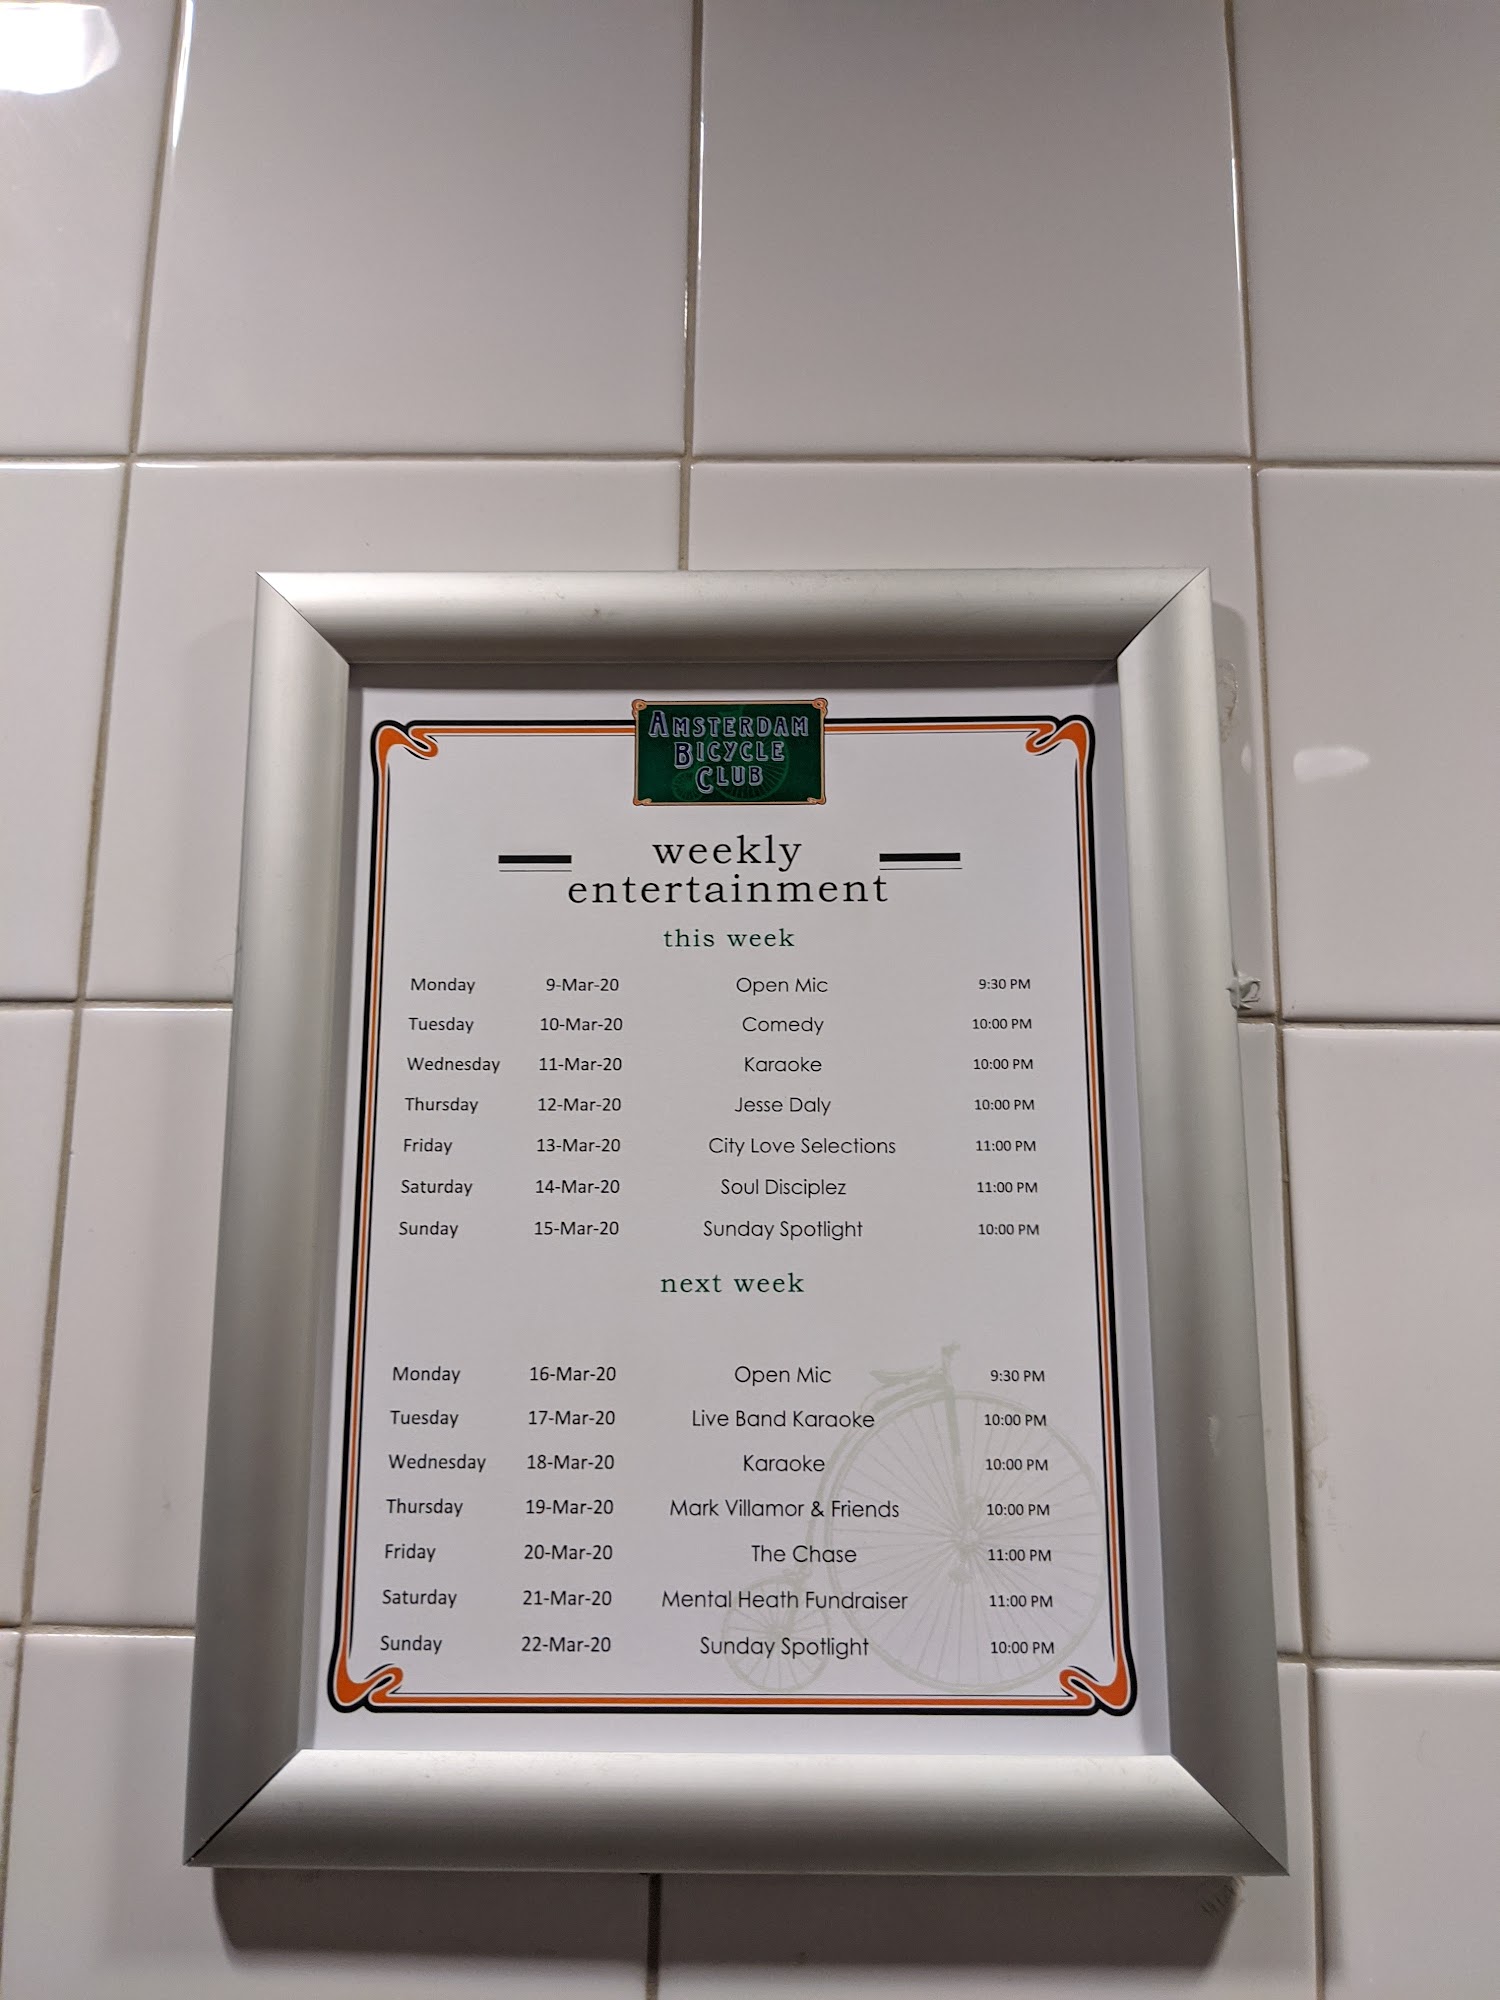 AMSTERDAM
BICYCLE
CLUB
weekly
entertainment
this week
Monday 9-Mar-20 Open Mic 9:30 PM
Tuesday 10-Mar-20 Comedy 10:00 PM
Wednesday 11-Mar-20 Karaoke 10:00 PM
Thursday 12-Mar-20 Jesse Daly 10:00 PM
Friday 13-Mar-20 City Love Selections 11:00 PM
Saturday 14-Mar-20 Soul Disciplez 11:00 PM
Sunday 15-Mar-20 Sunday Spotlight 10:00 PM
next week
Monday 16-Mar-20 Open Mic 9:30 PM
Tuesday 17-Mar-20 Live Band Karaoke 10:00 PM
Wednesday 18-Mar-20 Karaoke 10:00 PM
Thursday 19-Mar-20 Mark Villamor & Friends 10:00 PM
Friday 20-Mar-20 The Chase 11:00 PM
Saturday 21-Mar-20 Mental Heath Fundraiser 11:00 PM
Sunday 22-Mar-20 Sunday Spotlight 10:00 PM